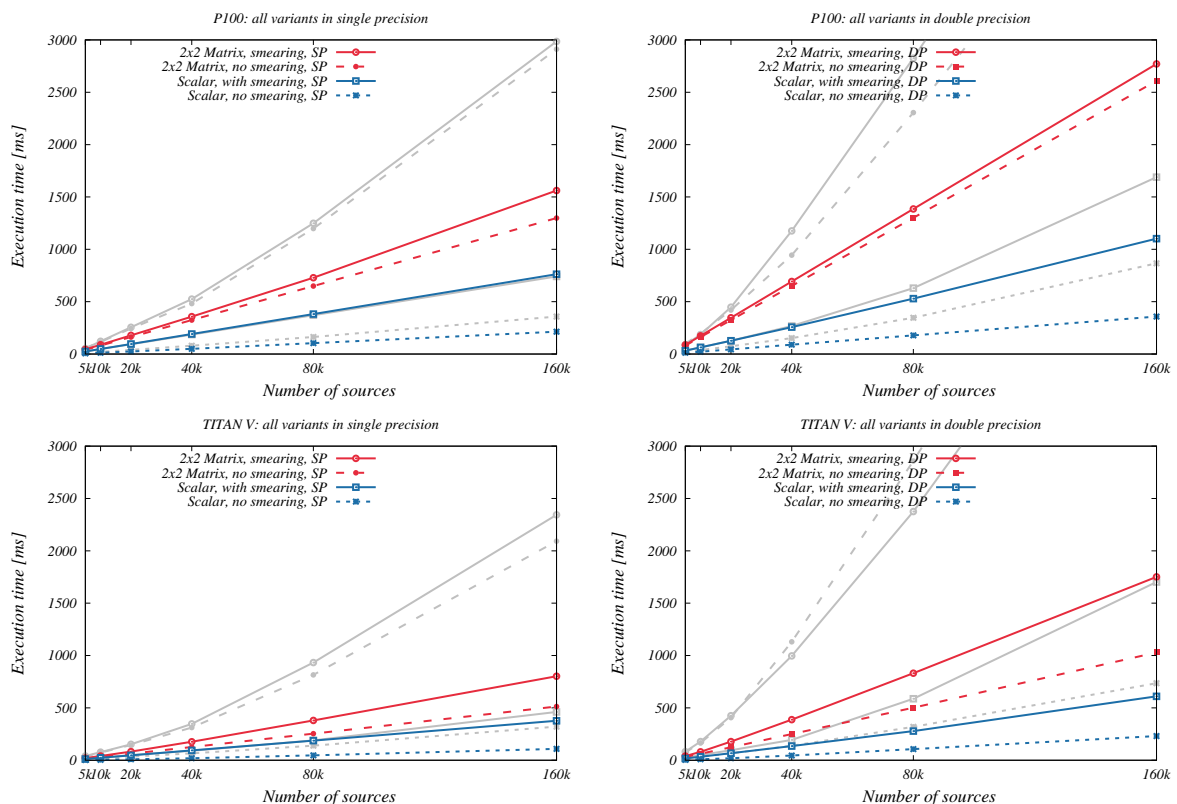 P100: all variants in single precision
3000
2500
2000
1500
1000
500
0
Execution time [ms]
2x2 Matrix, smearing, SP
2x2 Matrix, no smearing, SP
Scalar, with smearing, SP
Scalar, no smearing, SP
5k 10k 20k 40k 80k 160k
Number of sources
P100: all variants in double precision
3000
2500
2000
1500
1000
500
0
Execution time [ms]
2x2 Matrix, smearing, DP
2x2 Matrix, no smearing, DP
Scalar, with smearing, DP
Scalar, no smearing, DP
5k 10k 20k 40k 80k 160k
Number of sources
TITAN V: all variants in single precision
3000
2500
2000
1500
1000
500
0
Execution time [ms]
2x2 Matrix, smearing, SP
2x2 Matrix, no smearing, SP
Scalar, with smearing, SP
Scalar, no smearing, SP
5k 10k 20k 40k 80k 160k
Number of sources
TITAN V: all variants in double precision
3000
2500
2000
1500
1000
500
0
Execution time [ms]
2x2 Matrix, smearing, DP
2x2 Matrix, no smearing, DP
Scalar, with smearing, DP
Scalar, no smearing, DP
5k 10k 20k 40k 80k 160k
Number of sources